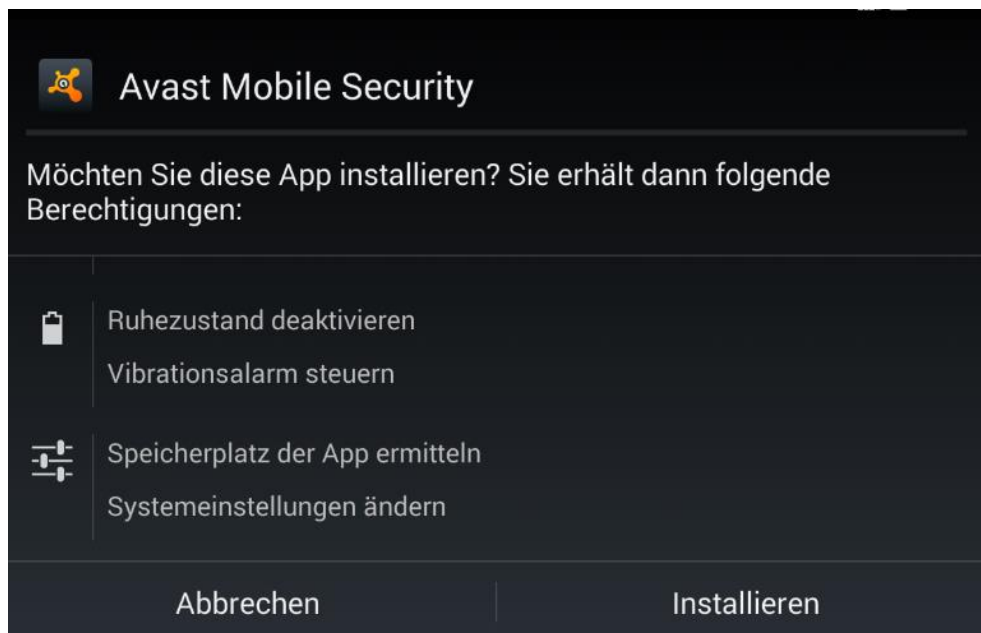 Avast Mobile Security
Möchten Sie diese App installieren? Sie erhält dann folgende
Berechtigungen:
Ruhezustand deaktivieren
Vibrationsalarm steuern
Speicherplatz der App ermitteln
Systemeinstellungen ändern
Abbrechen
Installieren